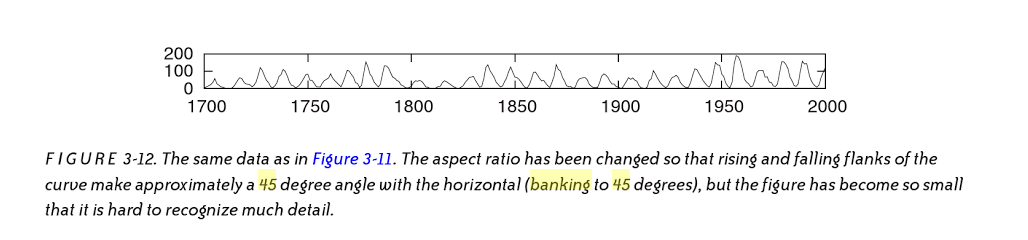 200
100
0
1700 1750 1800 1850 1900 1950 2000
FIGURE 3-12. The same data as in Figure 3-11. The aspect ratio has been changed so that rising and falling flanks of the
curve make approximately a 45 degree angle with the horizontal (banking to 45 degrees), but the figure has become so small
that it is hard to recognize much detail.